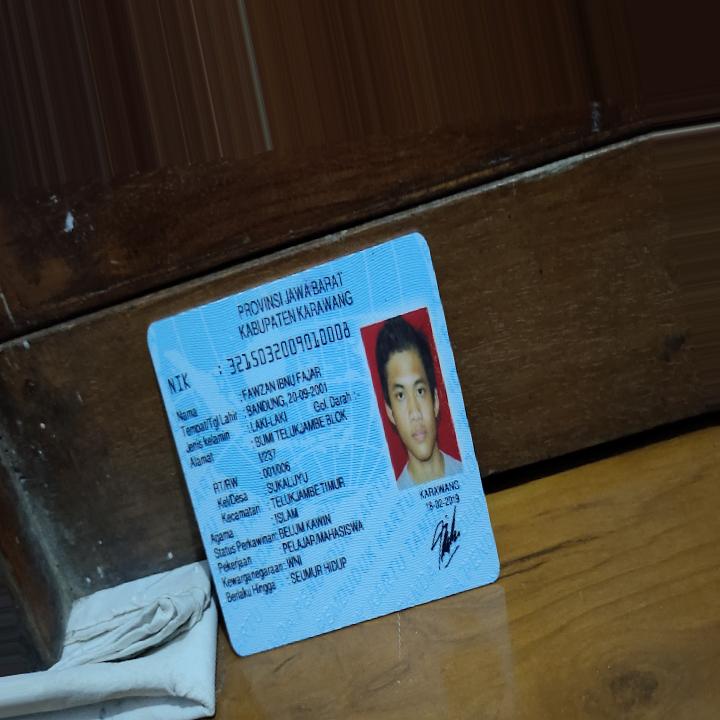 PROVINSI JAWA BARAT
KABUPATEN KARAWANG
NIK : 3215032009010008
Nama : FAWZAN IBNU FAJAR
Tempat/Tgl Lahir : BANDUNG, 20-09-2001
Jenis kelamin : LAKI-LAKI Gol. Darah : -
Alamat : BUMI TELUKJAMBE BLOK
I/237
RT/RW : 001/006
Kel/Desa : SUKALUYU
Kecamatan : TELUKJAMBE TIMUR
Agama : ISLAM
Status Perkawinan: BELUM KAWIN
Pekerjaan : PELAJAR/MAHASISWA
Kewarganegaraan: WNI
Berlaku Hingga : SEUMUR HIDUP
KARAWANG
18-02-2019